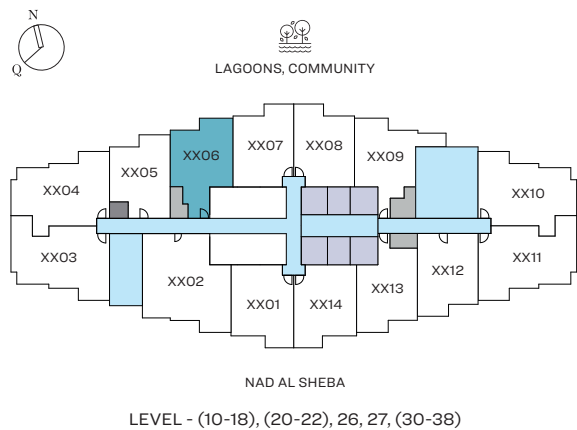 N
Q
LAGOONS, COMMUNITY
XX07 XX08
XX06 XX09
XX05
XX04 XX10
XX03 XX11
XX02 XX12
XX13
XX01 XX14
NAD AL SHEBA
LEVEL - (10-18), (20-22), 26, 27, (30-38)